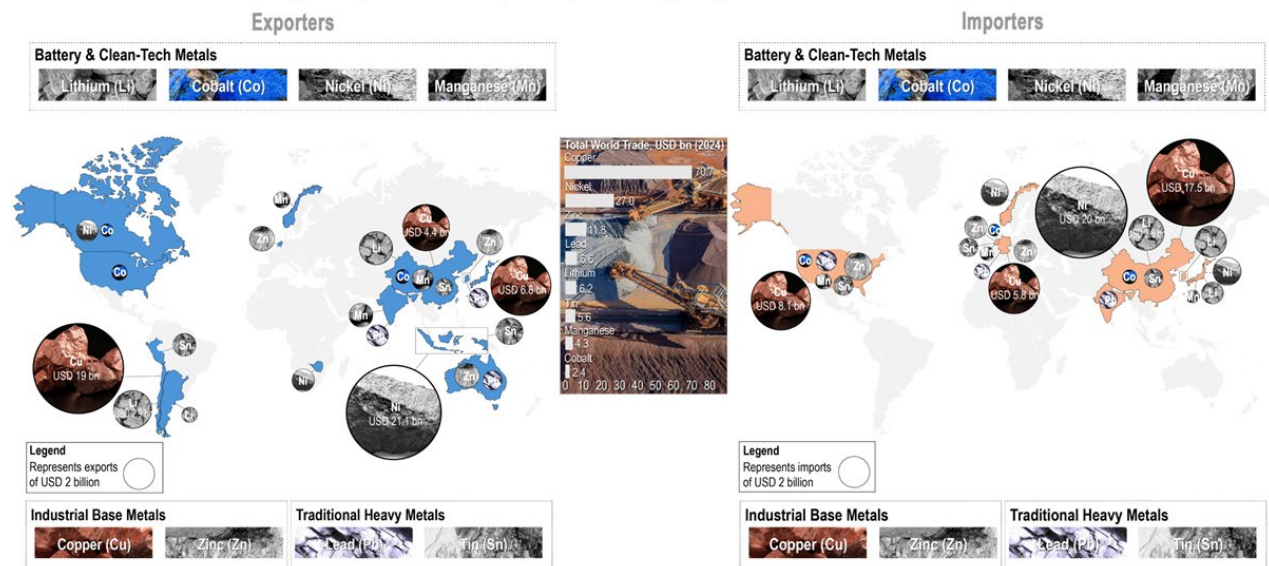 Exporters
Battery & Clean-Tech Metals
Lithium (Li)
Cobalt (Co)
Nickel (Ni)
Manganese (Mn)
Ni
Co
Co
Mn
Zn
Li
Cu
USD 4.4 bn
Zn
Co
Mn
Sn
Cu
USD 6.8 bn
Pb
Mn
Pb
Sn
Cu
USD 19 bn
Sn
Li
Li
Ni
Ni
USD 21.1 bn
Zn
Pb
Legend
Represents exports
of USD 2 billion
Industrial Base Metals
Copper (Cu)
Zinc (Zn)
Traditional Heavy Metals
Lead (Pb)
Tin (Sn)
Total World Trade, USD bn (2024)
Copper
70.7
Nickel
27.0
Zinc
11.8
Lead
6.6
Lithium
6.2
Tin
5.6
Manganese
4.3
Cobalt
2.4
0 10 20 30 40 50 60 70 80
Importers
Battery & Clean-Tech Metals
Lithium (Li)
Cobalt (Co)
Nickel (Ni)
Manganese (Mn)
Cu
USD 17.5 bn
Ni
Ni
USD 20 bn
Zn
Co
Sn
Pb
Cu
USD 5.8 bn
Li
Li
Ni
Co
Sn
Mn
Li
Pb
Co
Pb
Zn
Mn
Sn
Cu
USD 8.1 bn
Legend
Represents imports
of USD 2 billion
Industrial Base Metals
Copper (Cu)
Zinc (Zn)
Traditional Heavy Metals
Lead (Pb)
Tin (Sn)